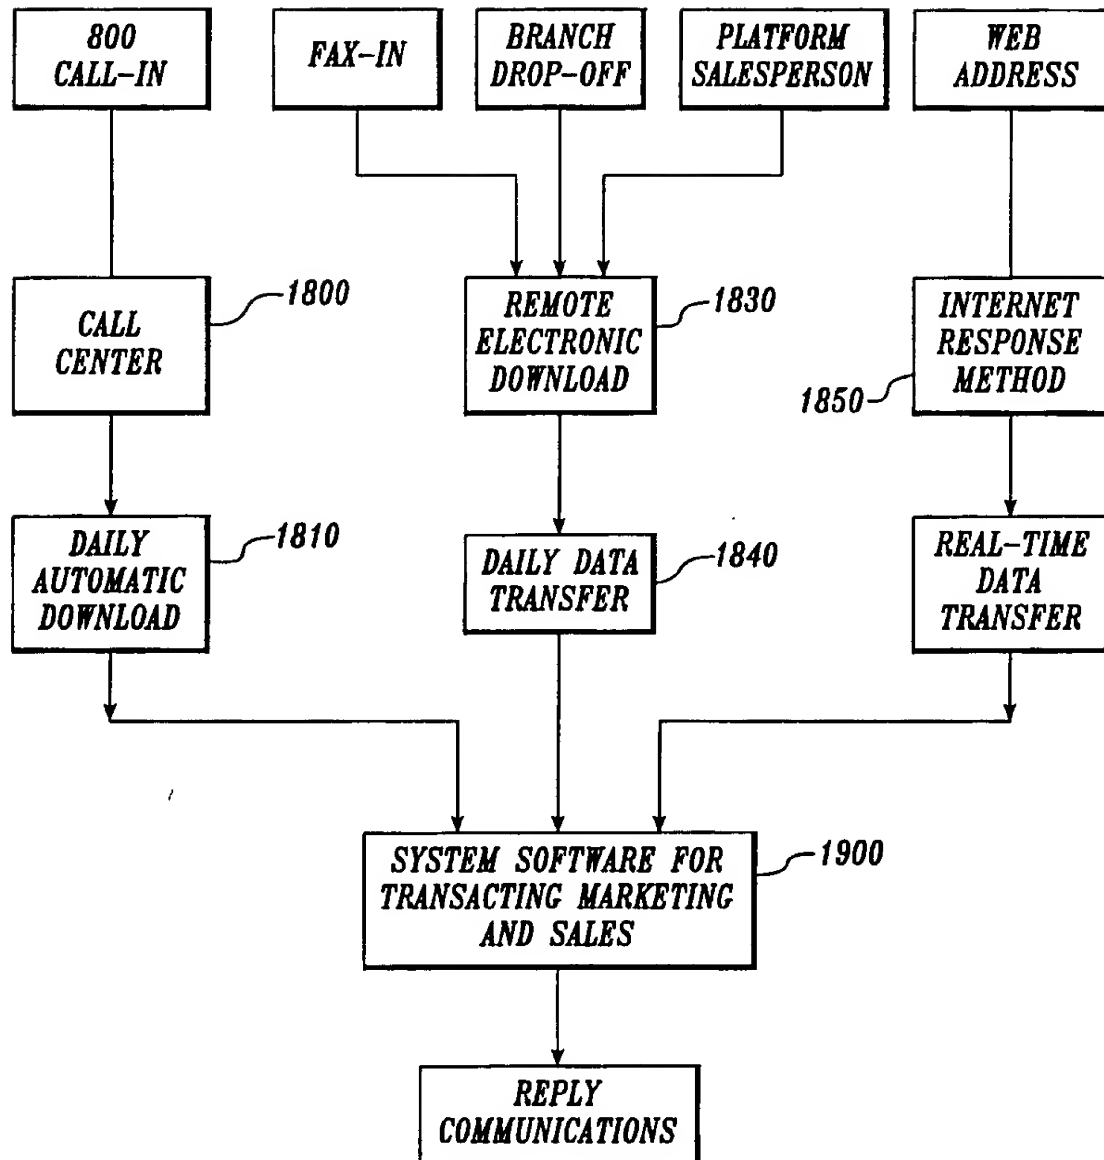 800
CALL-IN
FAX-IN
BRANCH
DROP-OFF
PLATFORM
SALESPERSON
WEB
ADDRESS
CALL
CENTER
1800
REMOTE
ELECTRONIC
DOWNLOAD
1830
INTERNET
RESPONSE
METHOD
1850
DAILY
AUTOMATIC
DOWNLOAD
1810
DAILY DATA
TRANSFER
1840
REAL-TIME
DATA
TRANSFER
SYSTEM SOFTWARE FOR
TRANSACTING MARKETING
AND SALES
1900
REPLY
COMMUNICATIONS